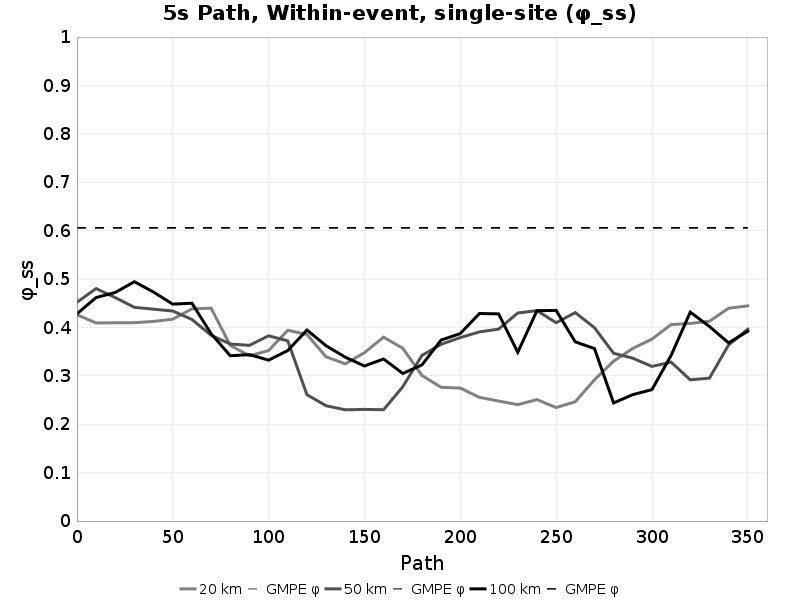 5s Path, Within-event, single-site (φ_ss)
1
0.9
0.8
0.7
0.6
0.5
0.4
0.3
0.2
0.1
0
φ_ss
0 50 100 150 200 250 300 350
Path
20 km GMPE φ 50 km GMPE φ 100 km GMPE φ